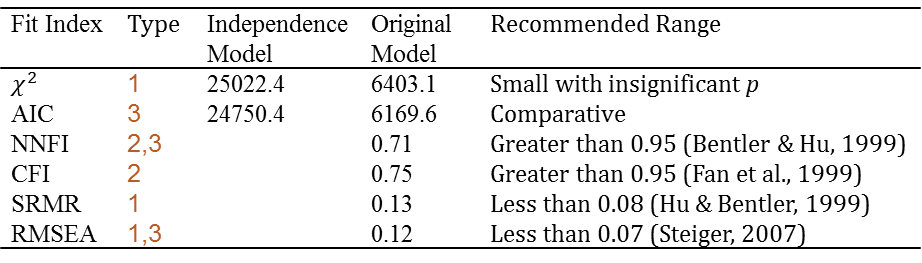 Fit Index Type Independence Model Original Model Recommended Range
χ² 1 25022.4 6403.1 Small with insignificant p
AIC 3 24750.4 6169.6 Comparative
NNFI 2,3 0.71 Greater than 0.95 (Bentler & Hu, 1999)
CFI 2 0.75 Greater than 0.95 (Fan et al., 1999)
SRMR 1 0.13 Less than 0.08 (Hu & Bentler, 1999)
RMSEA 1,3 0.12 Less than 0.07 (Steiger, 2007)